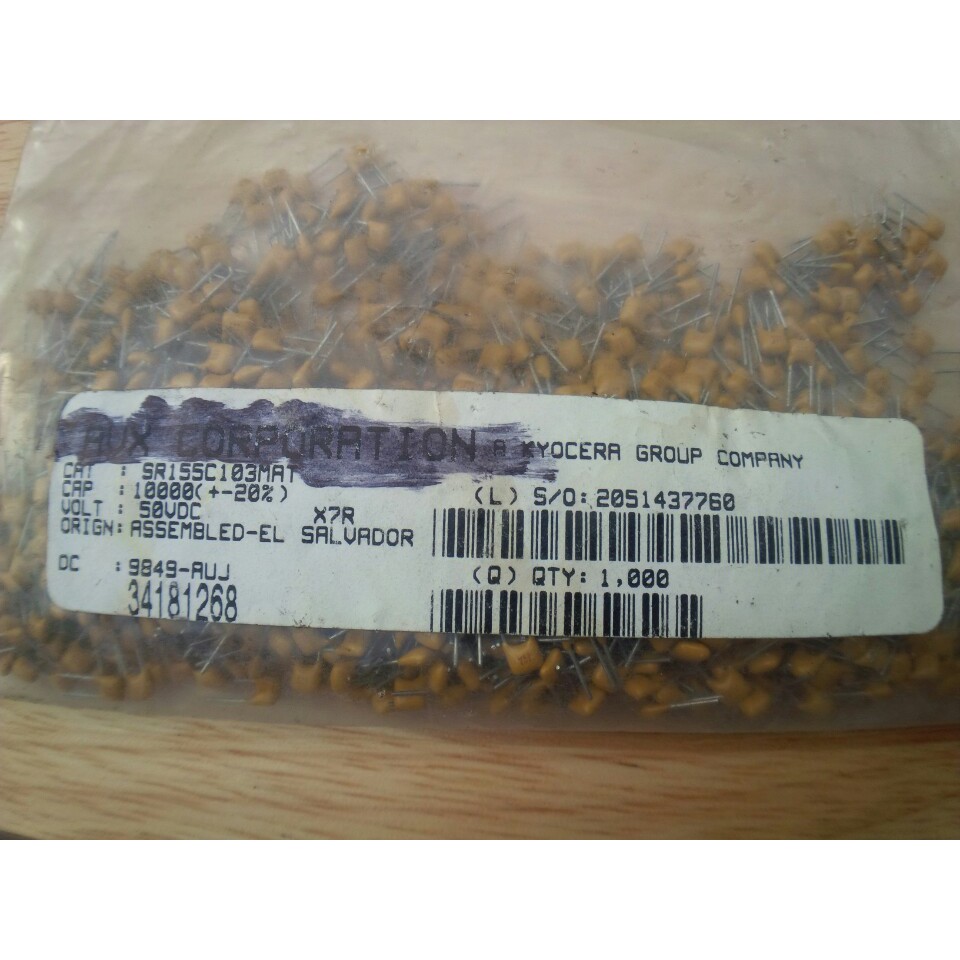 AVX CORPORATION A KYOCERA GROUP COMPANY
CAT : SR155C103MAT
CAP : 10000(+-20%)
VOLT : 50VDC X7R
ORIGN: ASSEMBLED-EL SALVADOR
DC : 9849-AUJ
34181268
(L) S/O: 2051437760
(Q) QTY: 1,000